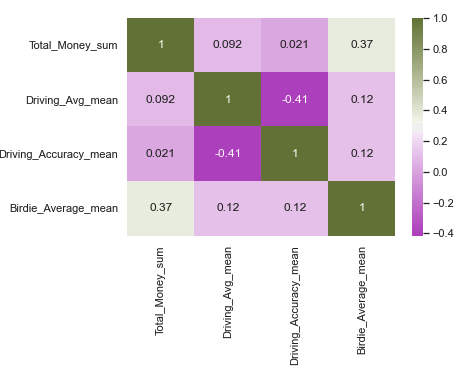 Total_Money_sum 1 0.092 0.021 0.37
Driving_Avg_mean 0.092 1 -0.41 0.12
Driving_Accuracy_mean 0.021 -0.41 1 0.12
Birdie_Average_mean 0.37 0.12 0.12 1
Total_Money_sum
Driving_Avg_mean
Driving_Accuracy_mean
Birdie_Average_mean
1.0
0.8
0.6
0.4
0.2
0.0
−0.2
−0.4